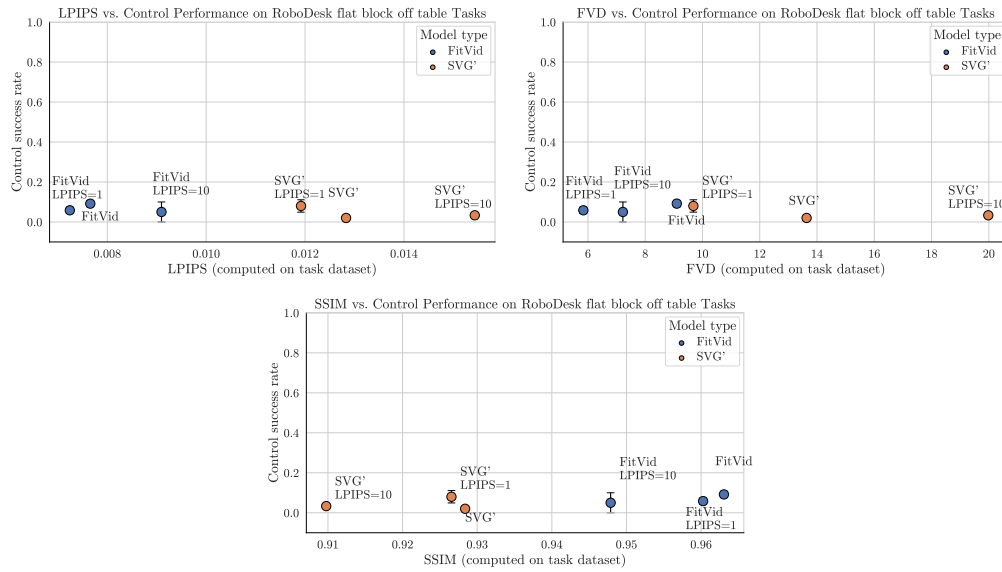 LPIPS vs. Control Performance on RoboDesk flat block off table Tasks
1.0
0.8
0.6
0.4
0.2
0.0
Control success rate
Model type
FitVid
SVG'
FitVid
LPIPS=1
FitVid
FitVid
LPIPS=10
SVG'
LPIPS=1
SVG'
SVG'
LPIPS=10
0.008
0.010
0.012
0.014
LPIPS (computed on task dataset)
FVD vs. Control Performance on RoboDesk flat block off table Tasks
1.0
0.8
0.6
0.4
0.2
0.0
Control success rate
Model type
FitVid
SVG'
FitVid
LPIPS=1
FitVid
LPIPS=10
FitVid
SVG'
LPIPS=1
SVG'
SVG'
LPIPS=10
6
8
10
12
14
16
18
20
FVD (computed on task dataset)
SSIM vs. Control Performance on RoboDesk flat block off table Tasks
1.0
0.8
0.6
0.4
0.2
0.0
Control success rate
Model type
FitVid
SVG'
SVG'
LPIPS=10
SVG'
LPIPS=1
SVG'
FitVid
LPIPS=10
FitVid
LPIPS=1
FitVid
0.91
0.92
0.93
0.94
0.95
0.96
SSIM (computed on task dataset)